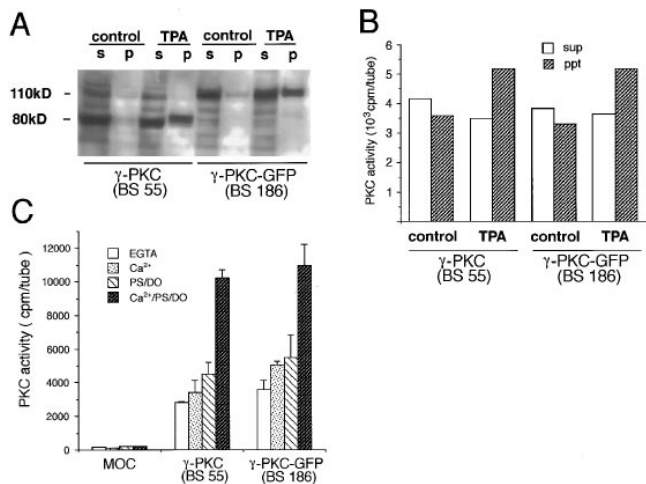 A
control TPA control TPA
s p s p s p s p
110kD -
80kD -
γ-PKC
(BS 55)
γ-PKC-GFP
(BS 186)
B
PKC activity (10³cpm/tube)
6
5
4
3
2
1
sup
ppt
control TPA control TPA
γ-PKC
(BS 55)
γ-PKC-GFP
(BS 186)
C
PKC activity ( cpm/tube)
12000
10000
8000
6000
4000
2000
0
EGTA
Ca²⁺
PS/DO
Ca²⁺/PS/DO
MOC
γ-PKC
(BS 55)
γ-PKC-GFP
(BS 186)